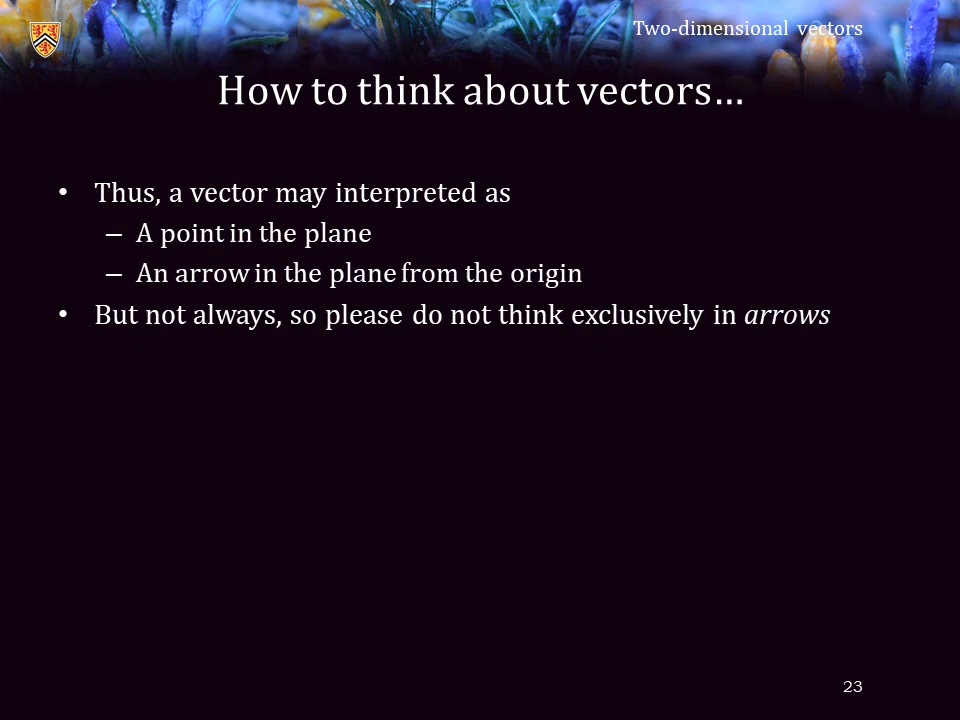 Two-dimensional vectors
How to think about vectors…
• Thus, a vector may interpreted as
– A point in the plane
– An arrow in the plane from the origin
• But not always, so please do not think exclusively in arrows
23